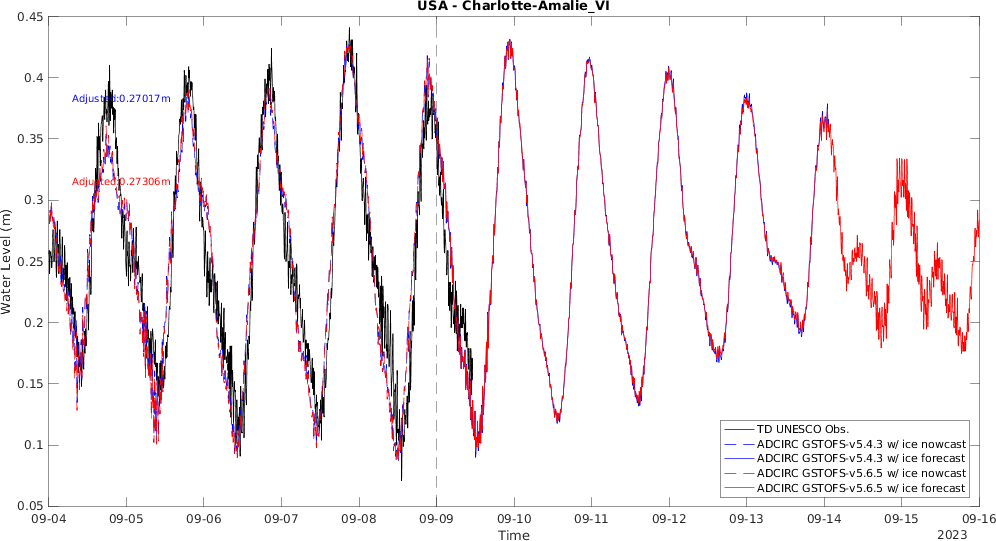 USA - Charlotte-Amalie_VI
0.45
0.4
0.35
0.3
0.25
0.2
0.15
0.1
0.05
Water Level (m)
Adjusted:0.27017m
Adjusted:0.27306m
TD UNESCO Obs.
ADCIRC GSTOFS-v5.4.3 w/ ice nowcast
ADCIRC GSTOFS-v5.4.3 w/ ice forecast
ADCIRC GSTOFS-v5.6.5 w/ ice nowcast
ADCIRC GSTOFS-v5.6.5 w/ ice forecast
09-04 09-05 09-06 09-07 09-08 09-09 09-10 09-11 09-12 09-13 09-14 09-15 09-16
Time
2023